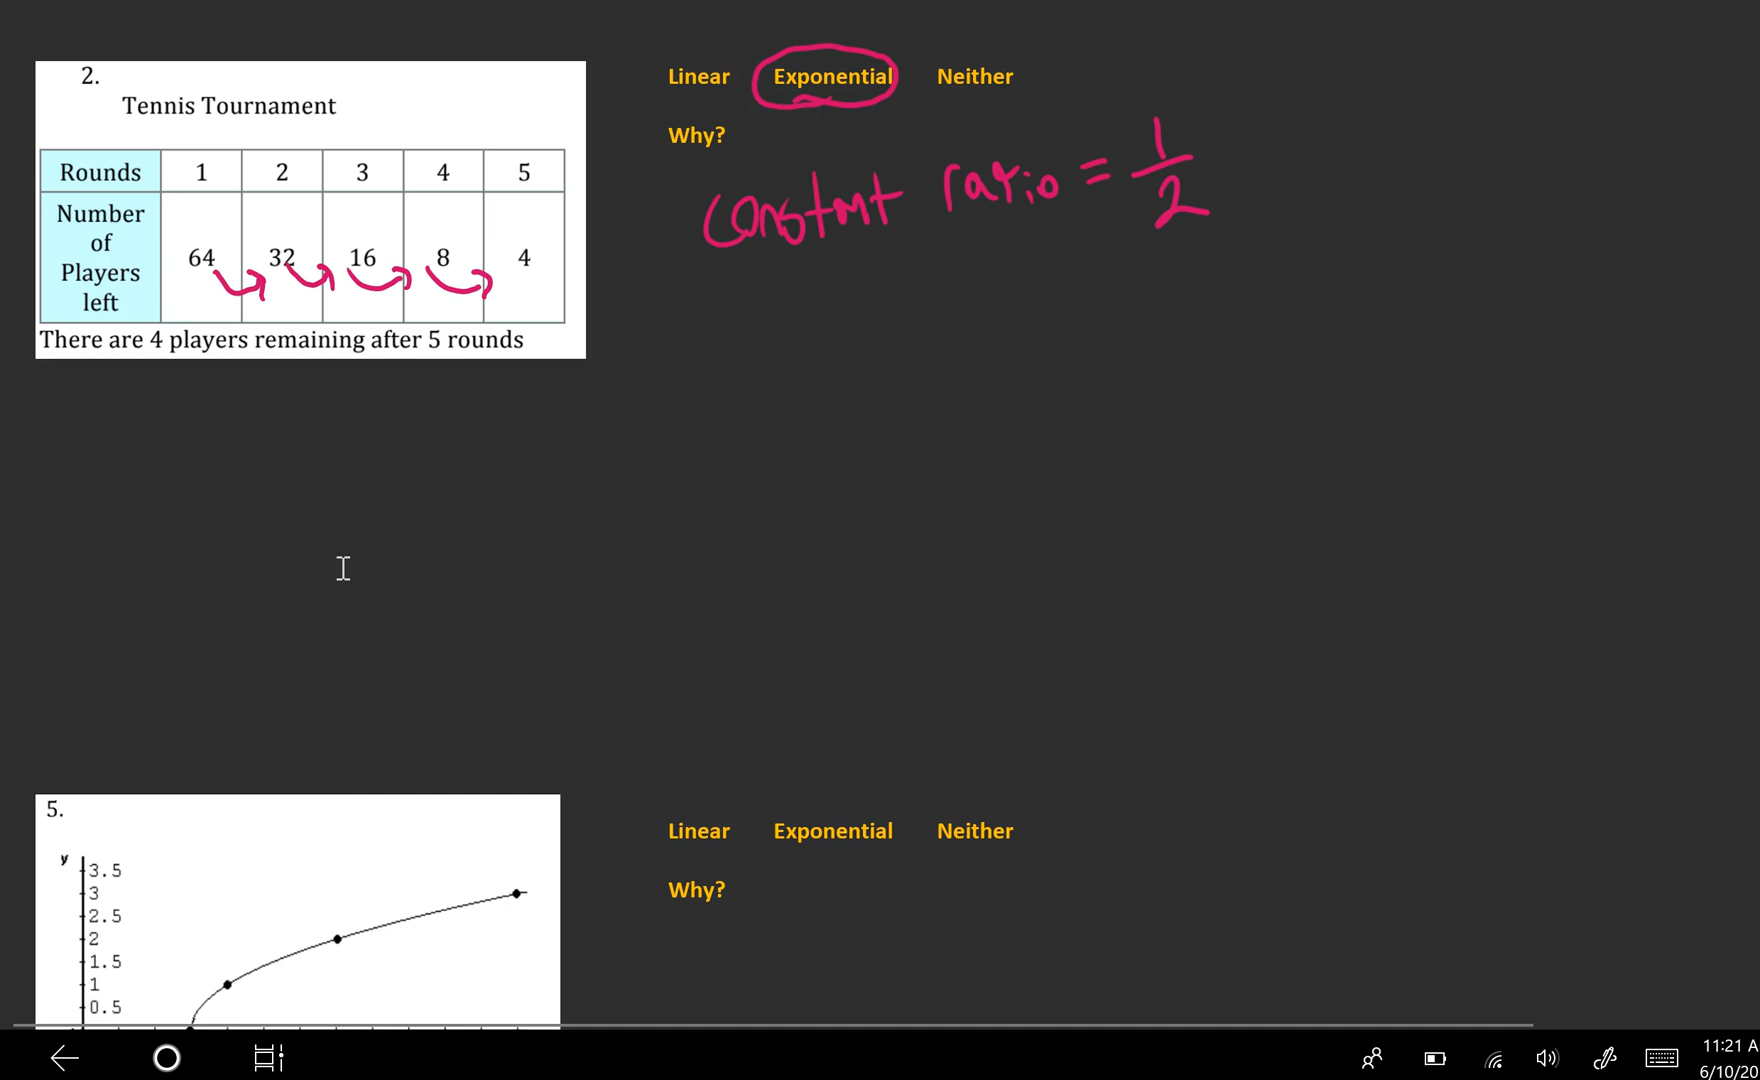 2.
Tennis Tournament
Rounds 1 2 3 4 5
Number of Players left 64 32 16 8 4
There are 4 players remaining after 5 rounds
Linear Exponential Neither
Why?
constant ratio = 1/2
5.
y
3.5
3
2.5
2
1.5
1
0.5
Linear Exponential Neither
Why?
11:21 A
6/10/20